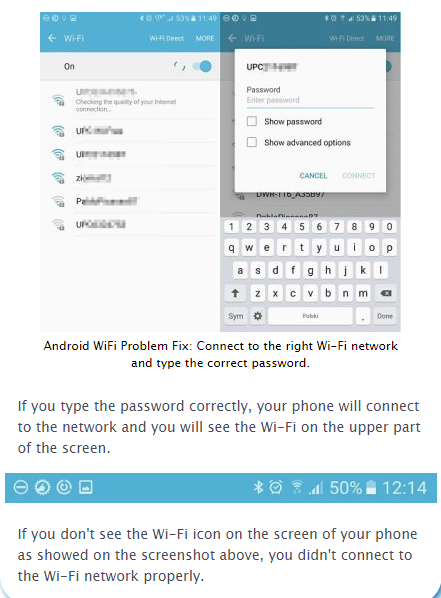 53% 11:49
53% 11:49
Wi-Fi Wi-Fi Direct MORE
Wi-Fi Wi-Fi Direct MORE
On
Checking the quality of your Internet
connection...
UPC
Password
Enter password
Show password
Show advanced options
CANCEL CONNECT
DWR-116_A35B97
1 2 3 4 5 6 7 8 9 0
q w e r t y u i o p
a s d f g h j k l
z x c v b n m
Sym Polski . Done
Android WiFi Problem Fix: Connect to the right Wi-Fi network
and type the correct password.
If you type the password correctly, your phone will connect
to the network and you will see the Wi-Fi on the upper part
of the screen.
50% 12:14
If you don't see the Wi-Fi icon on the screen of your phone
as showed on the screenshot above, you didn't connect to
the Wi-Fi network properly.